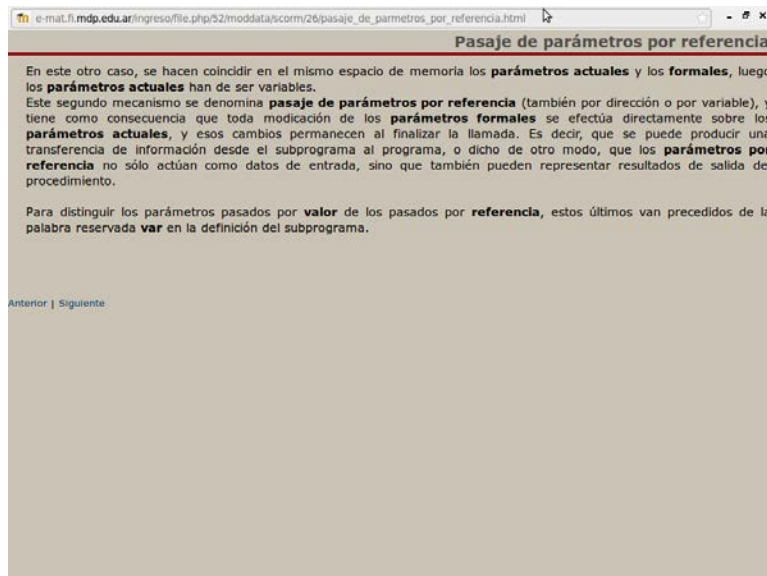 e-mat.fi.mdp.edu.ar/ingreso/file.php/52/moddata/scorm/26/pasaje_de_parmetros_por_referencia.html
Pasaje de parámetros por referencia
En este otro caso, se hacen coincidir en el mismo espacio de memoria los parámetros actuales y los formales, luego
los parámetros actuales han de ser variables.
Este segundo mecanismo se denomina pasaje de parámetros por referencia (también por dirección o por variable), y
tiene como consecuencia que toda modicación de los parámetros formales se efectúa directamente sobre los
parámetros actuales, y esos cambios permanecen al finalizar la llamada. Es decir, que se puede producir una
transferencia de información desde el subprograma al programa, o dicho de otro modo, que los parámetros por
referencia no sólo actúan como datos de entrada, sino que también pueden representar resultados de salida de
procedimiento.
Para distinguir los parámetros pasados por valor de los pasados por referencia, estos últimos van precedidos de la
palabra reservada var en la definición del subprograma.
Anterior | Siguiente